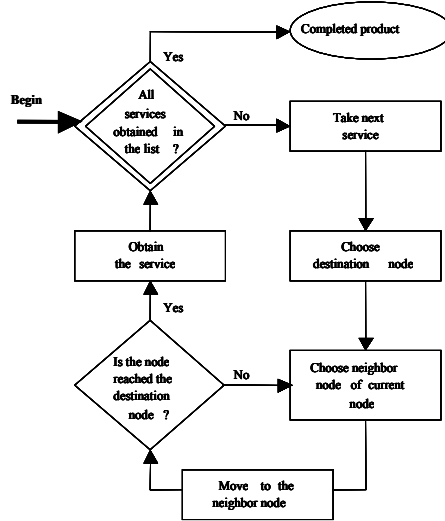 Completed product
Yes
Begin
All
services
obtained in
the list ?
No
Take next
service
Obtain
the service
Choose
destination node
Yes
Is the node
reached the
destination
node ?
No
Choose neighbor
node of current
node
Move to the
neighbor node